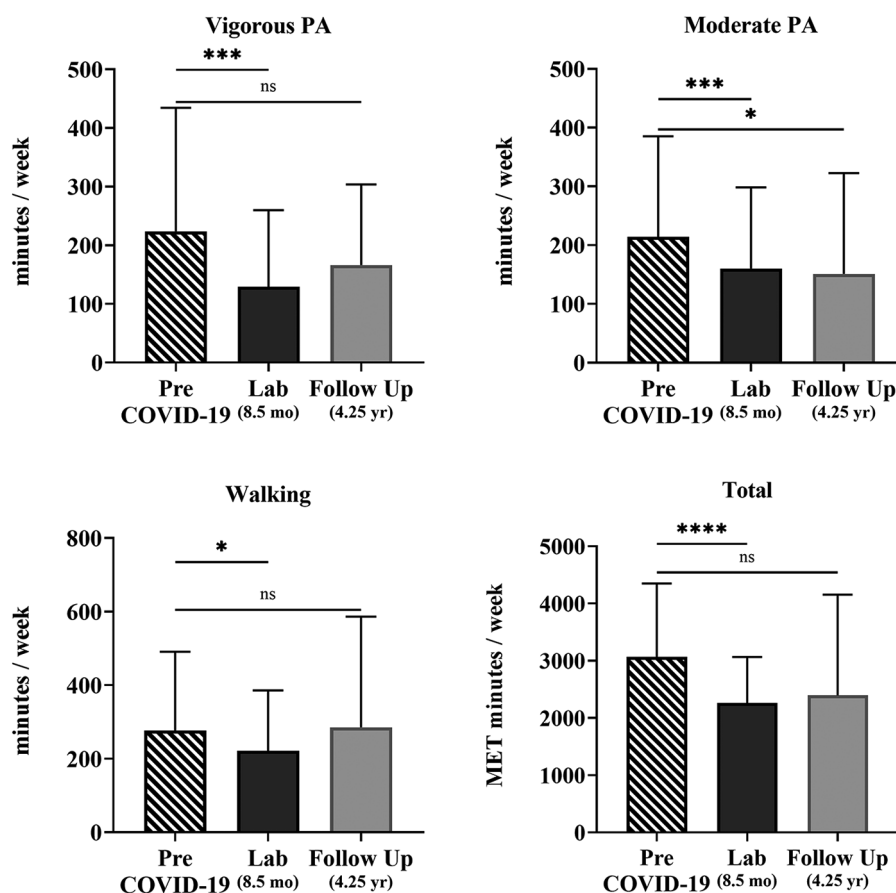 Vigorous PA
***
ns
minutes / week
500
400
300
200
100
0
Pre COVID-19
Lab (8.5 mo)
Follow Up (4.25 yr)
Moderate PA
***
*
minutes / week
500
400
300
200
100
0
Pre COVID-19
Lab (8.5 mo)
Follow Up (4.25 yr)
Walking
*
ns
minutes / week
800
600
400
200
0
Pre COVID-19
Lab (8.5 mo)
Follow Up (4.25 yr)
Total
****
ns
MET minutes / week
5000
4000
3000
2000
1000
0
Pre COVID-19
Lab (8.5 mo)
Follow Up (4.25 yr)